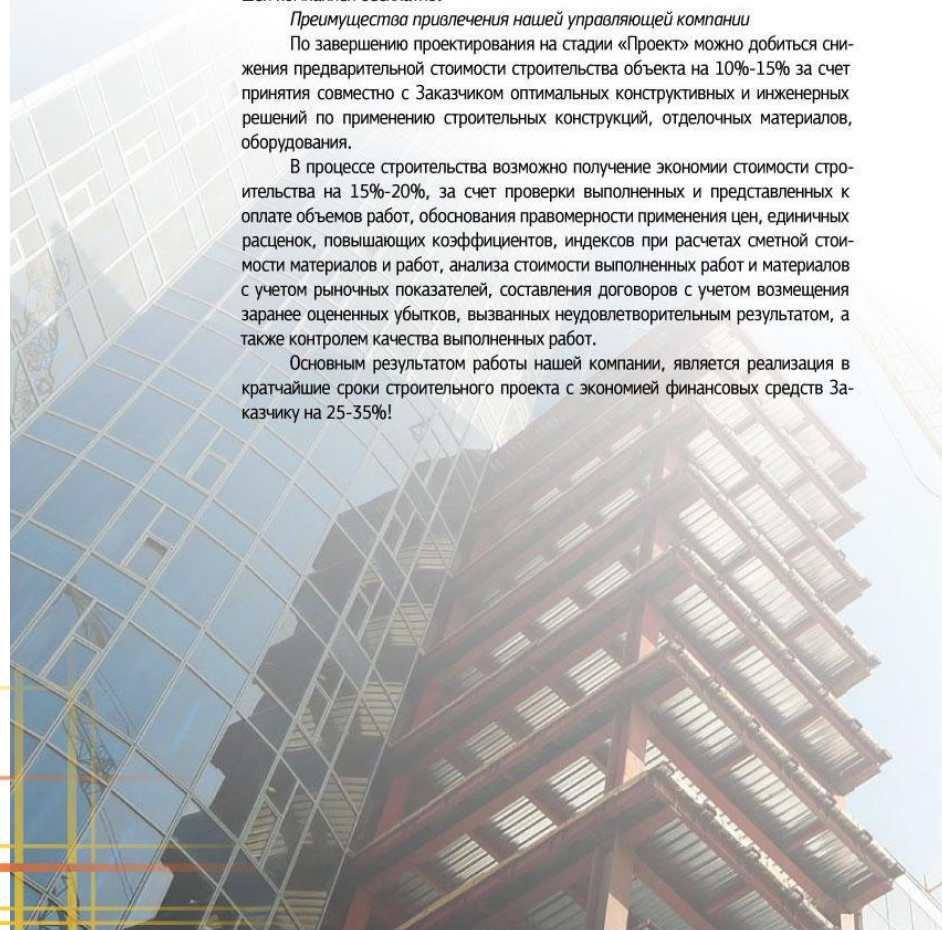 Преимущества привлечения нашей управляющей компании
По завершению проектирования на стадии «Проект» можно добиться сни-
жения предварительной стоимости строительства объекта на 10%-15% за счет
принятия совместно с Заказчиком оптимальных конструктивных и инженерных
решений по применению строительных конструкций, отделочных материалов,
оборудования.
В процессе строительства возможно получение экономии стоимости стро-
ительства на 15%-20%, за счет проверки выполненных и представленных к
оплате объемов работ, обоснования правомерности применения цен, единичных
расценок, повышающих коэффициентов, индексов при расчетах сметной стои-
мости материалов и работ, анализа стоимости выполненных работ и материалов
с учетом рыночных показателей, составления договоров с учетом возмещения
заранее оцененных убытков, вызванных неудовлетворительным результатом, а
также контролем качества выполненных работ.
Основным результатом работы нашей компании, является реализация в
кратчайшие сроки строительного проекта с экономией финансовых средств За-
казчику на 25-35%!